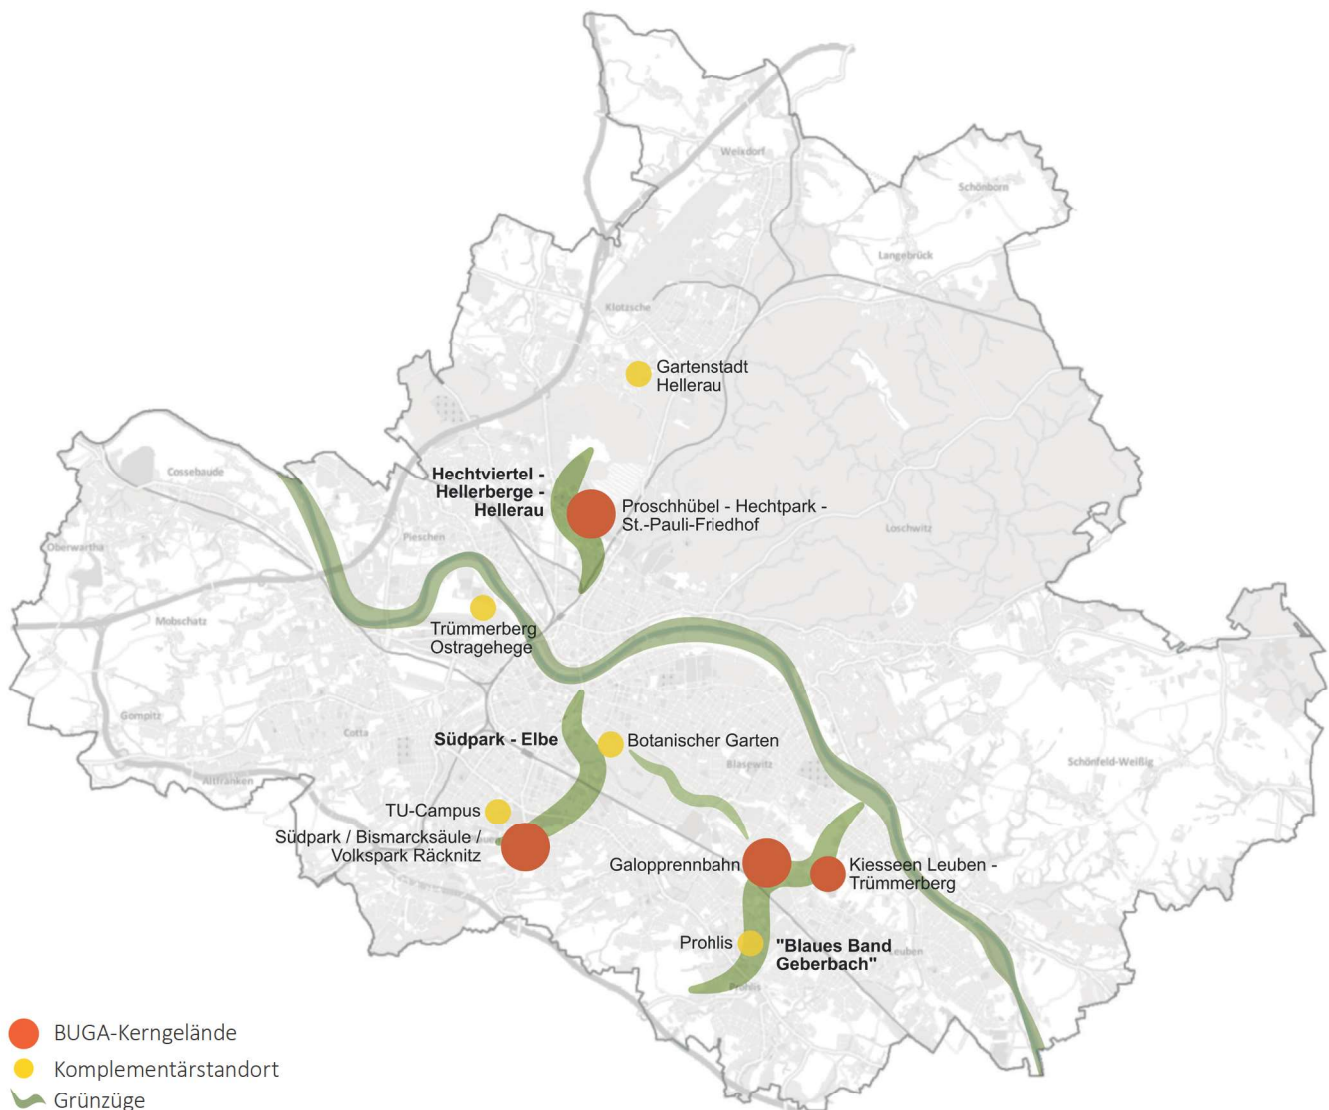 Weixdorf
Schönborn
Langebrück
Klotzsche
Gartenstadt
Hellerau
Cossebaude
Hechtviertel -
Hellerberge -
Hellerau
Proschhübel - Hechtpark -
St.-Pauli-Friedhof
Loschwitz
Pieschen
Oberwartha
Mobschatz
Trümmerberg
Ostragehege
Gompitz
Cotta
Südpark - Elbe
Botanischer Garten
Blasewitz
Schönfeld-Weißig
Altfranken
TU-Campus
Südpark / Bismarcksäule /
Volkspark Räcknitz
Galopprennbahn
Kiesseen Leuben -
Trümmerberg
Prohlis
"Blaues Band
Geberbach"
Leuben
Prohlis
BUGA-Kerngelände
Komplementärstandort
Grünzüge